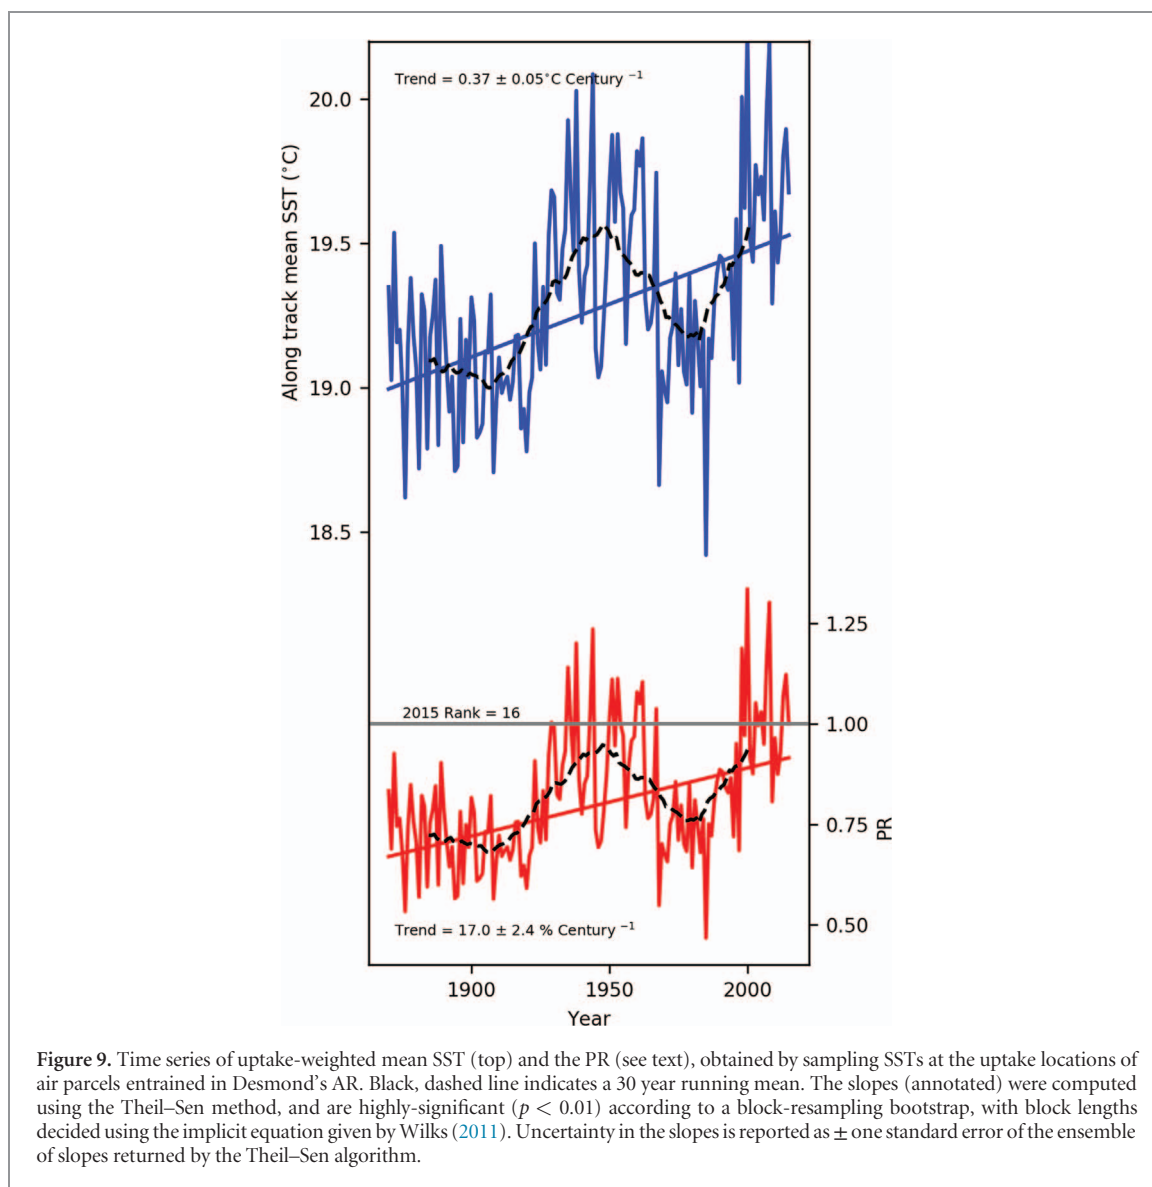 Trend = 0.37 ± 0.05°C Century ⁻¹
20.0
19.5
19.0
18.5
Along track mean SST (°C)
1.25
2015 Rank = 16
1.00
0.75
PR
Trend = 17.0 ± 2.4 % Century ⁻¹
0.50
1900 1950 2000
Year
Figure 9. Time series of uptake-weighted mean SST (top) and the PR (see text), obtained by sampling SSTs at the uptake locations of
air parcels entrained in Desmond's AR. Black, dashed line indicates a 30 year running mean. The slopes (annotated) were computed
using the Theil–Sen method, and are highly-significant (p < 0.01) according to a block-resampling bootstrap, with block lengths
decided using the implicit equation given by Wilks (2011). Uncertainty in the slopes is reported as ± one standard error of the ensemble
of slopes returned by the Theil–Sen algorithm.